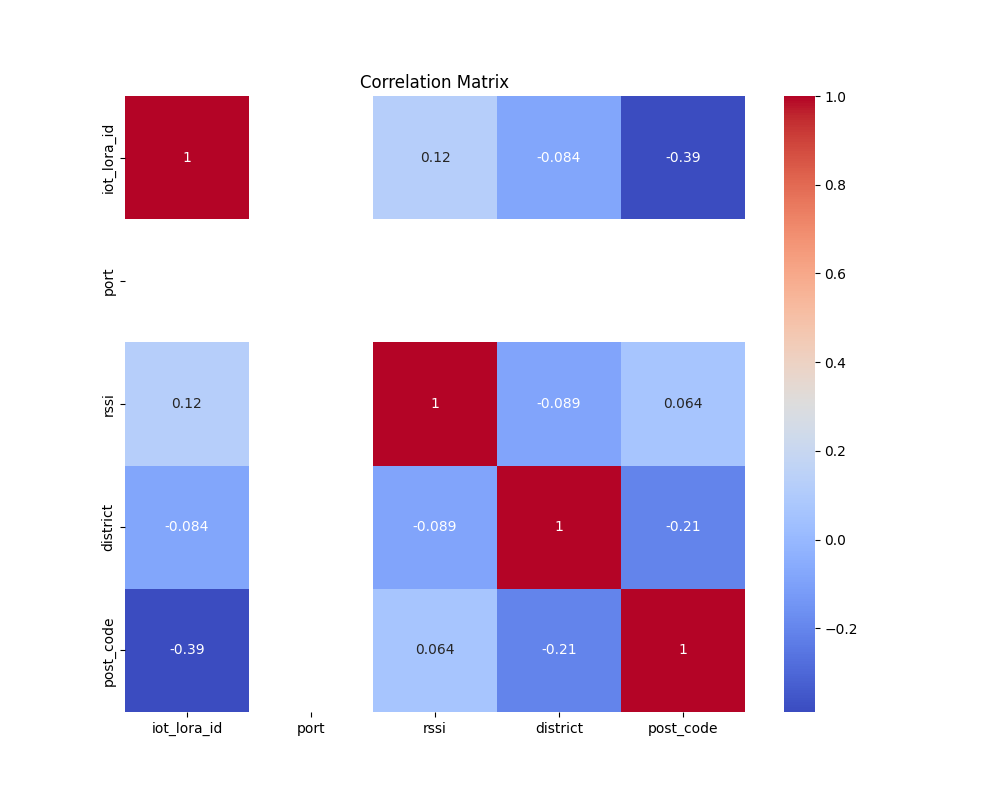 Correlation Matrix
iot_lora_id
1
0.12
-0.084
-0.39
port
rssi
0.12
1
-0.089
0.064
district
-0.084
-0.089
1
-0.21
post_code
-0.39
0.064
-0.21
1
iot_lora_id
port
rssi
district
post_code
1.0
0.8
0.6
0.4
0.2
0.0
−0.2